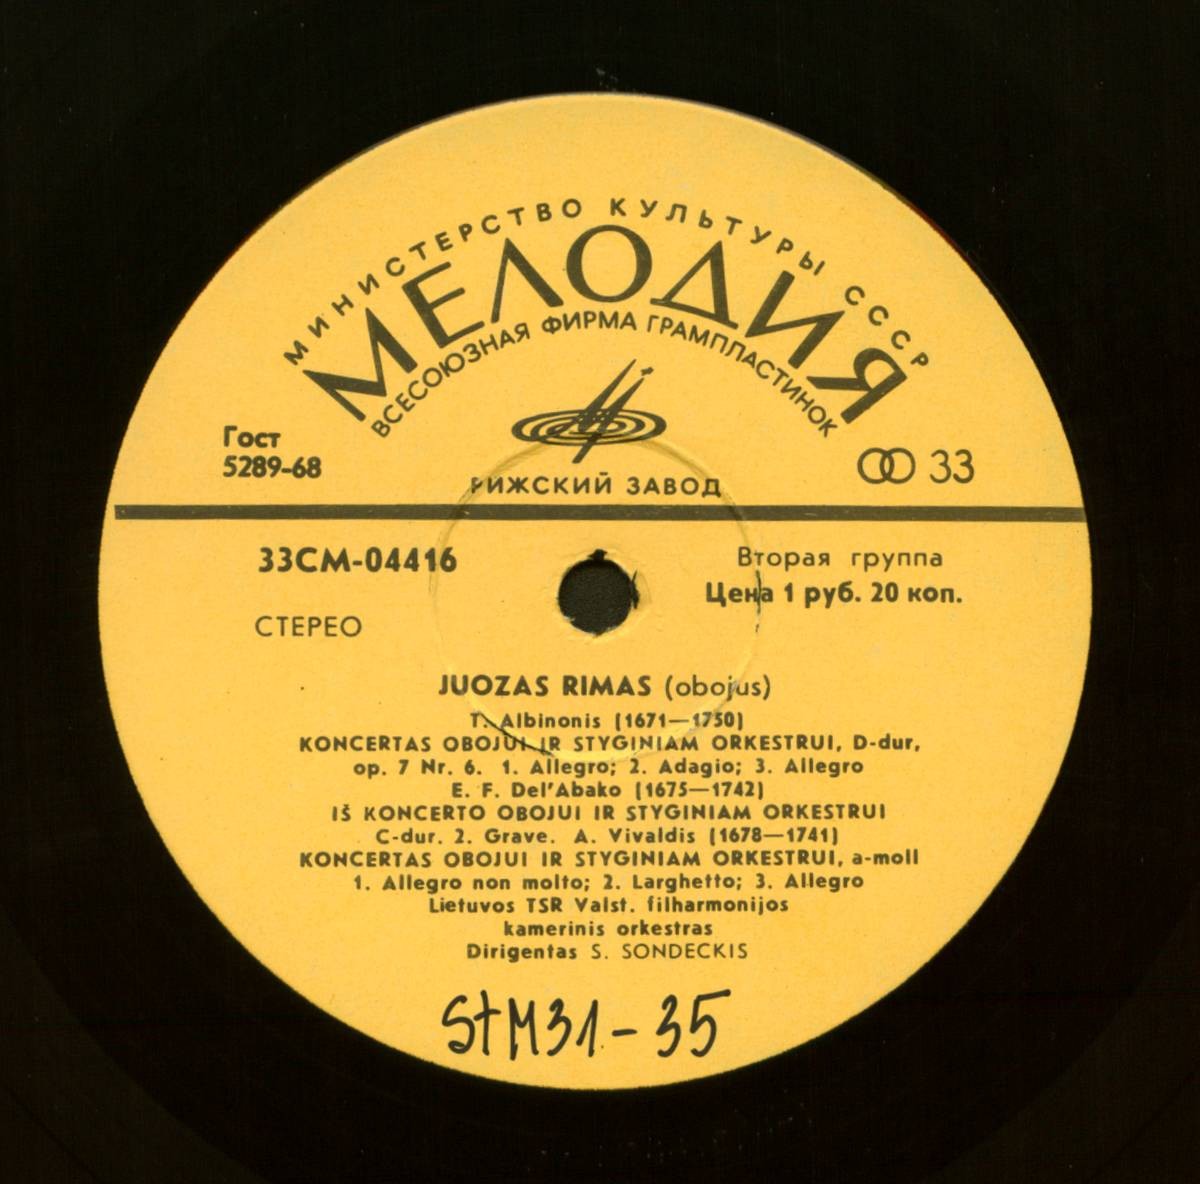 МИНИСТЕРСТВО КУЛЬТУРЫ СССР
МЕЛОДИЯ
ВСЕСОЮЗНАЯ ФИРМА ГРАМПЛАСТИНОК
Гост
5289-68
33
РИЖСКИЙ ЗАВОД
33СМ-04416
Вторая группа
Цена 1 руб. 20 коп.
СТЕРЕО
JUOZAS RIMAS (obojus)
T. Albinonis (1671—1750)
KONCERTAS OBOJUI IR STYGINIAM ORKESTRUI, D-dur,
op. 7 Nr. 6. 1. Allegro; 2. Adagio; 3. Allegro
E. F. Del'Abako (1675—1742)
IŠ KONCERTO OBOJUI IR STYGINIAM ORKESTRUI
C-dur. 2. Grave. A. Vivaldis (1678—1741)
KONCERTAS OBOJUI IR STYGINIAM ORKESTRUI, a-moll
1. Allegro non molto; 2. Larghetto; 3. Allegro
Lietuvos TSR Valst. filharmonijos
kamerinis orkestras
Dirigentas S. SONDECKIS
StM31-35